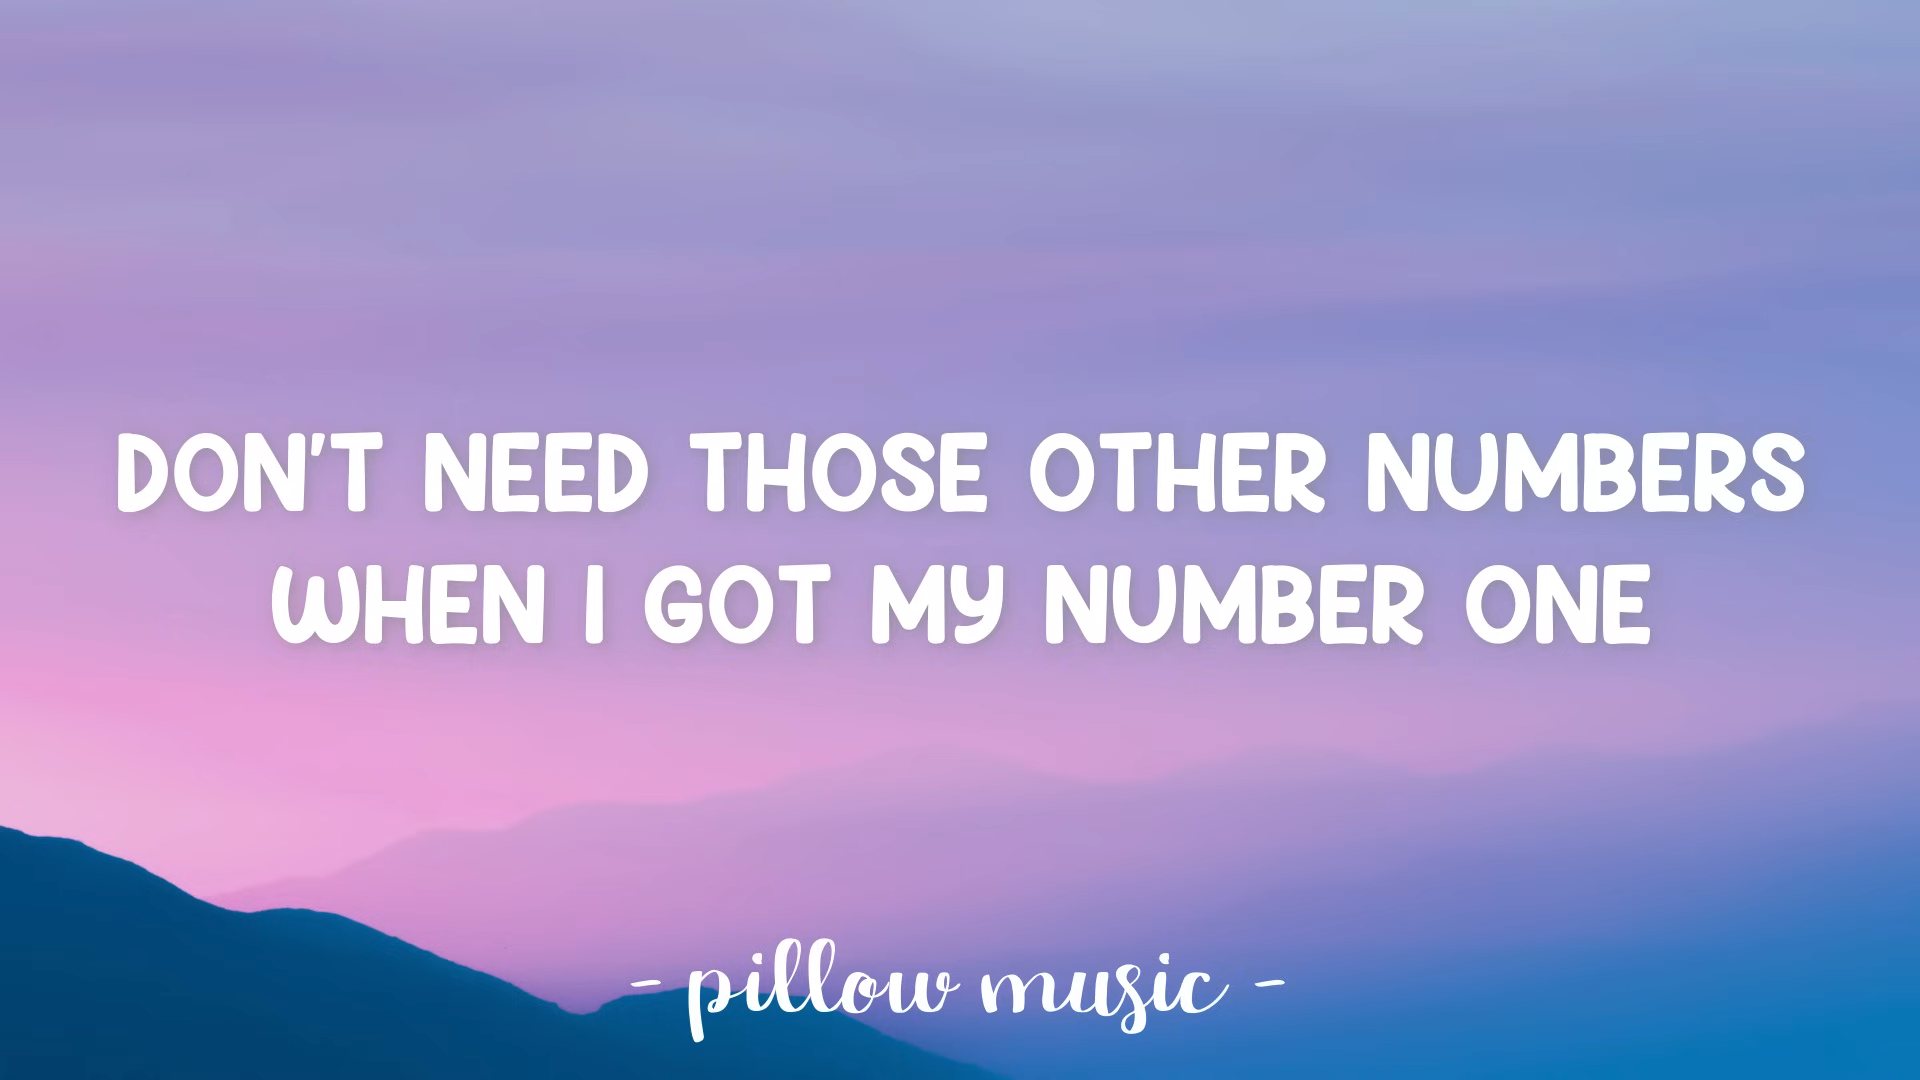 DON'T NEED THOSE OTHER NUMBERS
WHEN I GOT MY NUMBER ONE
- pillow music -